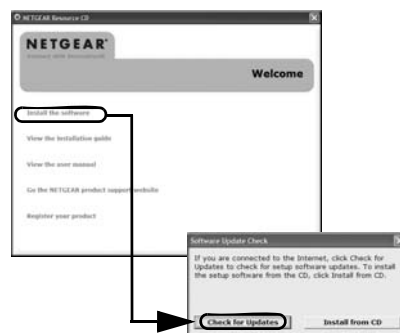 NETGEAR Resource CD
NETGEAR®
Welcome
Install the software
View the installation guide
View the user manual
Go the NETGEAR product support website
Register your product
Software Update Check
If you are connected to the Internet, click Check for
Updates to check for setup software updates. To install
the setup software from the CD, click Install from CD.
Check for Updates
Install from CD